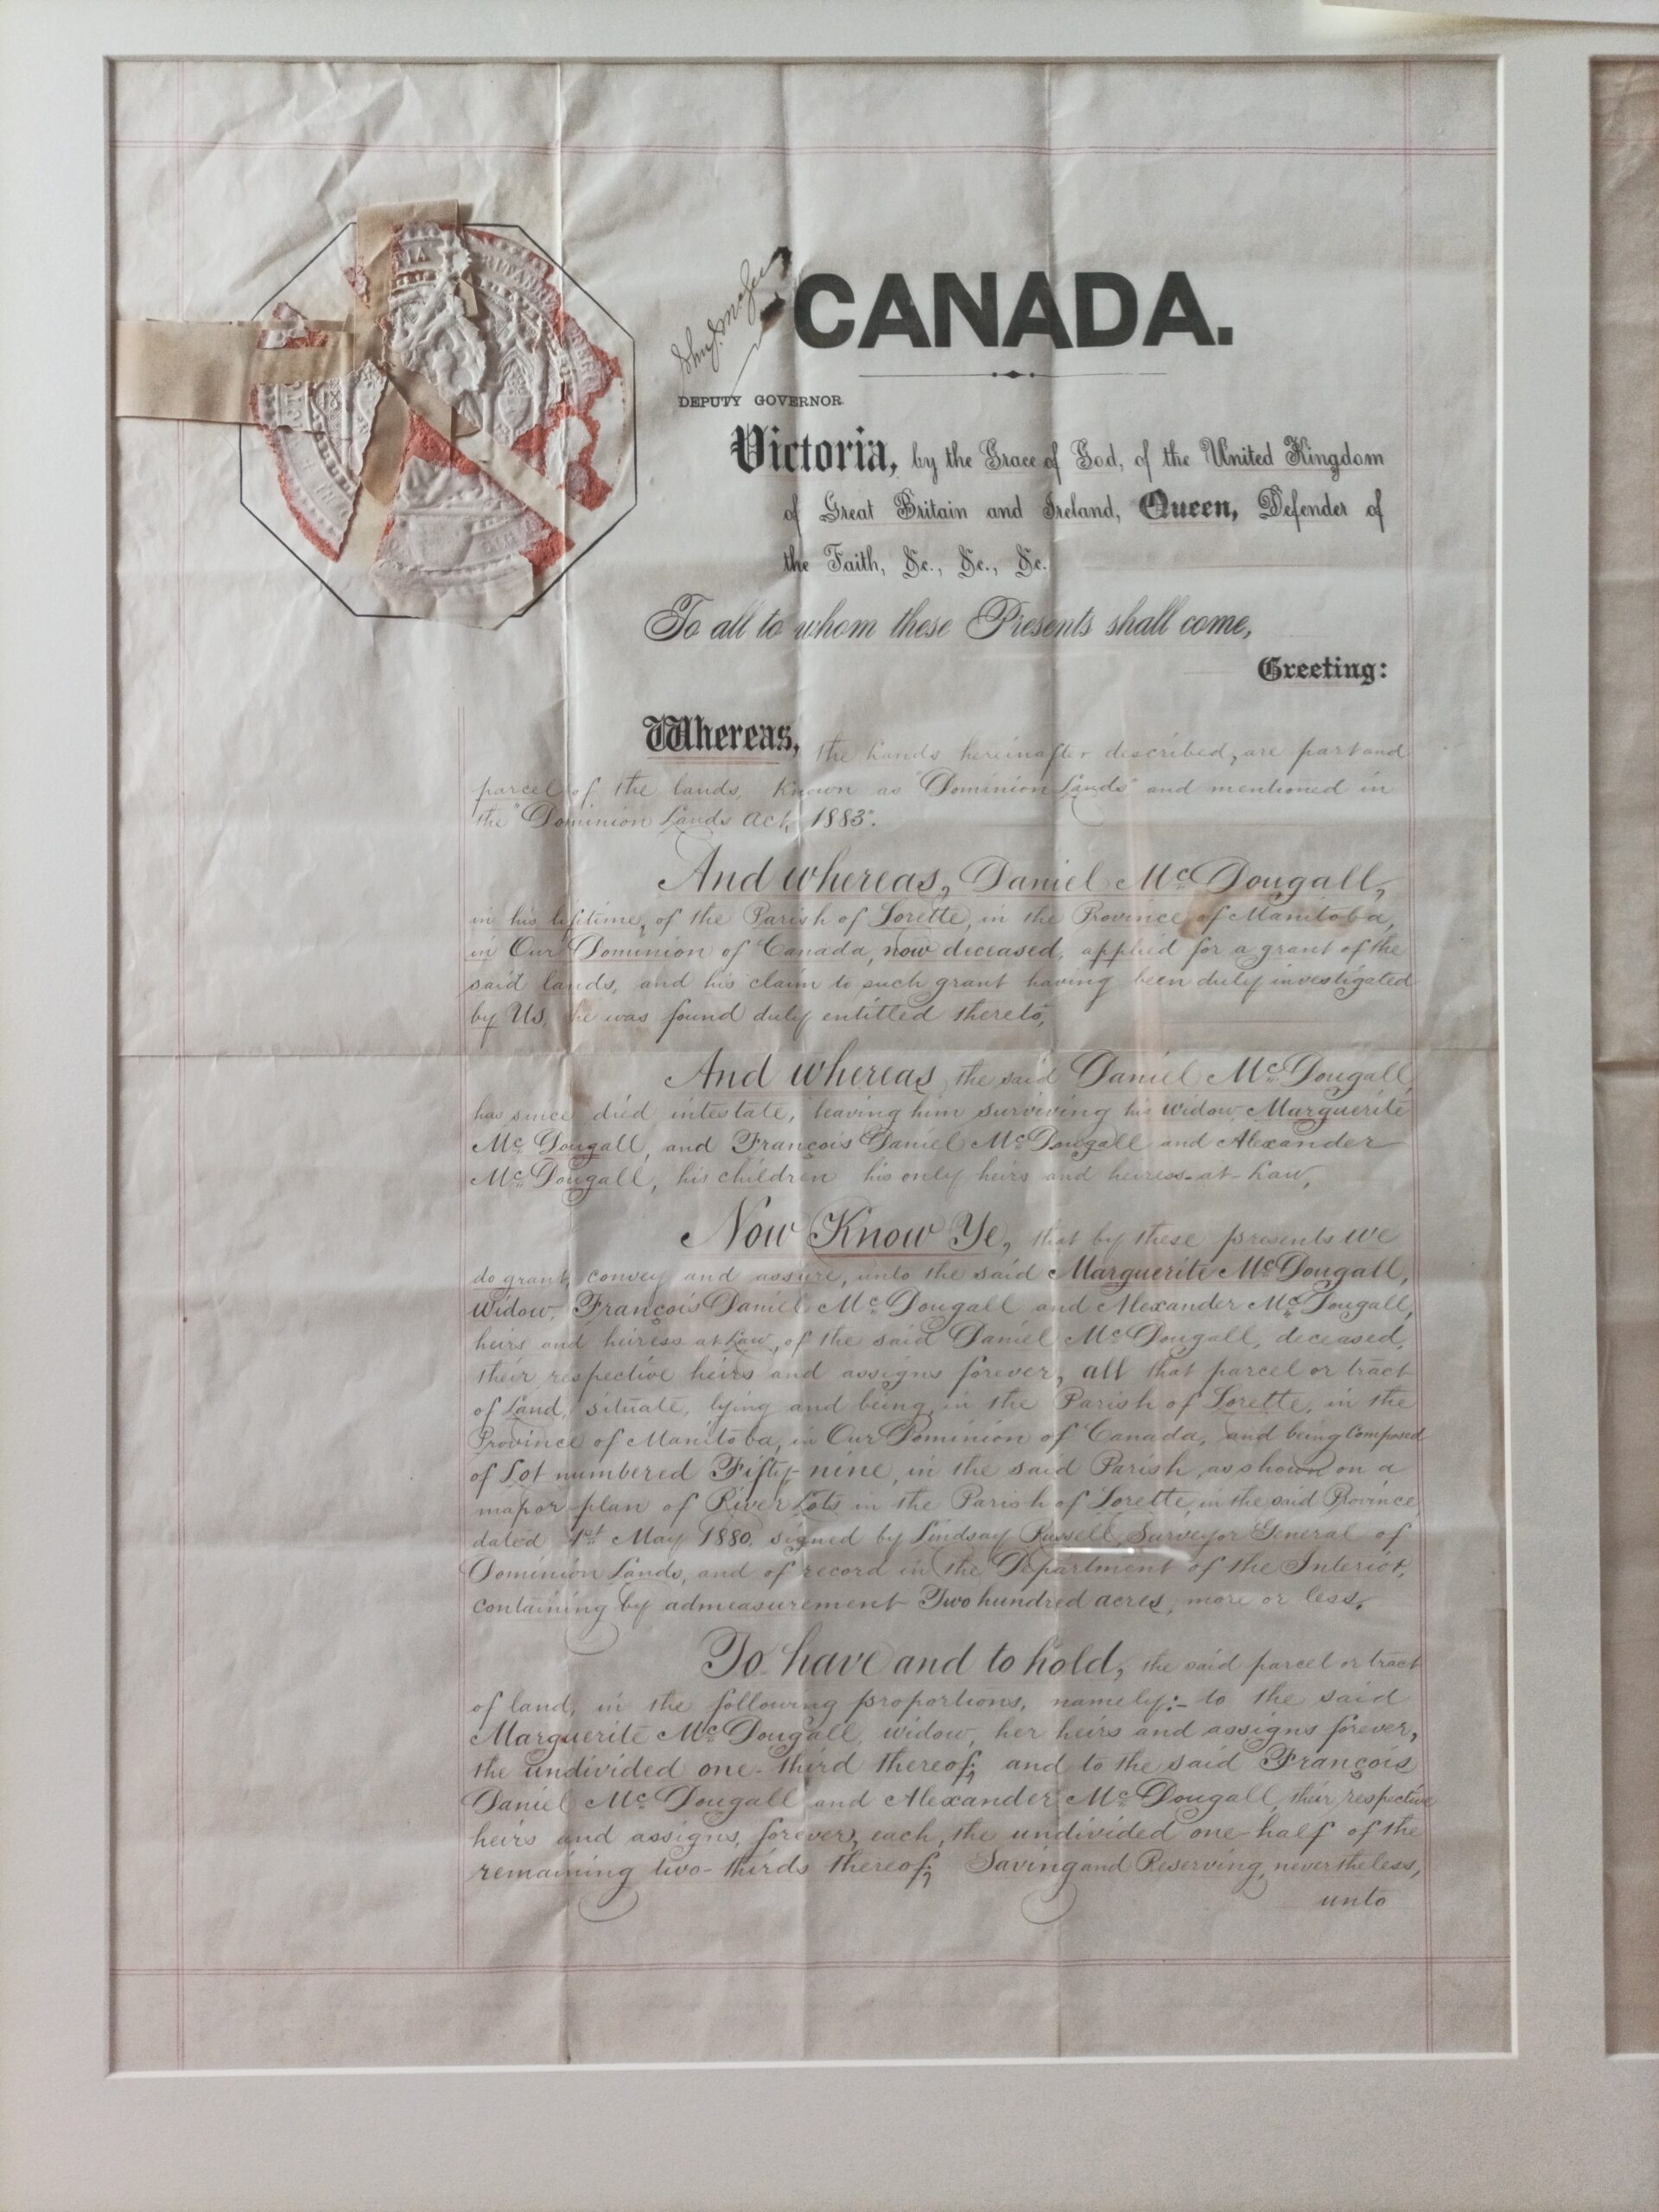 CANADA.
DEPUTY GOVERNOR
Victoria, by the Grace of God, of the United Kingdom
of Great Britain and Ireland, Queen, Defender of
the Faith, &c., &c., &c.
To all to whom these Presents shall come,
Greeting:
Whereas, the Lands hereinafter described, are part and
parcel of the lands, known as "Dominion Lands" and mentioned in
the "Dominion Lands Act, 1883".
And whereas, Daniel McDougall,
in his lifetime, of the Parish of Lorette, in the Province of Manitoba,
in Our Dominion of Canada, now deceased, applied for a grant of the
said lands, and his claim to such grant having been duly investigated
by Us, he was found duly entitled thereto,
And whereas the said Daniel McDougall
has since died intestate, leaving him surviving his widow Marguerite
McDougall, and François Daniel McDougall and Alexander
McDougall, his children his only heirs and heiress-at-Law,
Now Know Ye, that by these presents We
do grant, convey and assure, unto the said Marguerite McDougall,
Widow, François Daniel McDougall and Alexander McDougall,
heirs and heiress at Law, of the said Daniel McDougall, deceased,
their respective heirs and assigns forever, all that parcel or tract
of Land, situate, lying and being in the Parish of Lorette, in the
Province of Manitoba, in Our Dominion of Canada, and being composed
of Lot numbered Fifty-nine, in the said Parish, as shown on a
map or plan of River Lots in the Parish of Lorette, in the said Province
dated 1st May 1880, signed by Lindsay Russell, Surveyor General of
Dominion Lands, and of record in the Department of the Interior,
containing by admeasurement Two hundred acres, more or less.
To have and to hold, the said parcel or tract
of land, in the following proportions, namely:- to the said
Marguerite McDougall, widow, her heirs and assigns forever,
the undivided one-third thereof; and to the said François
Daniel McDougall and Alexander McDougall, their respective
heirs and assigns, forever, each, the undivided one-half of the
remaining two-thirds thereof; Saving and Reserving, nevertheless,
unto